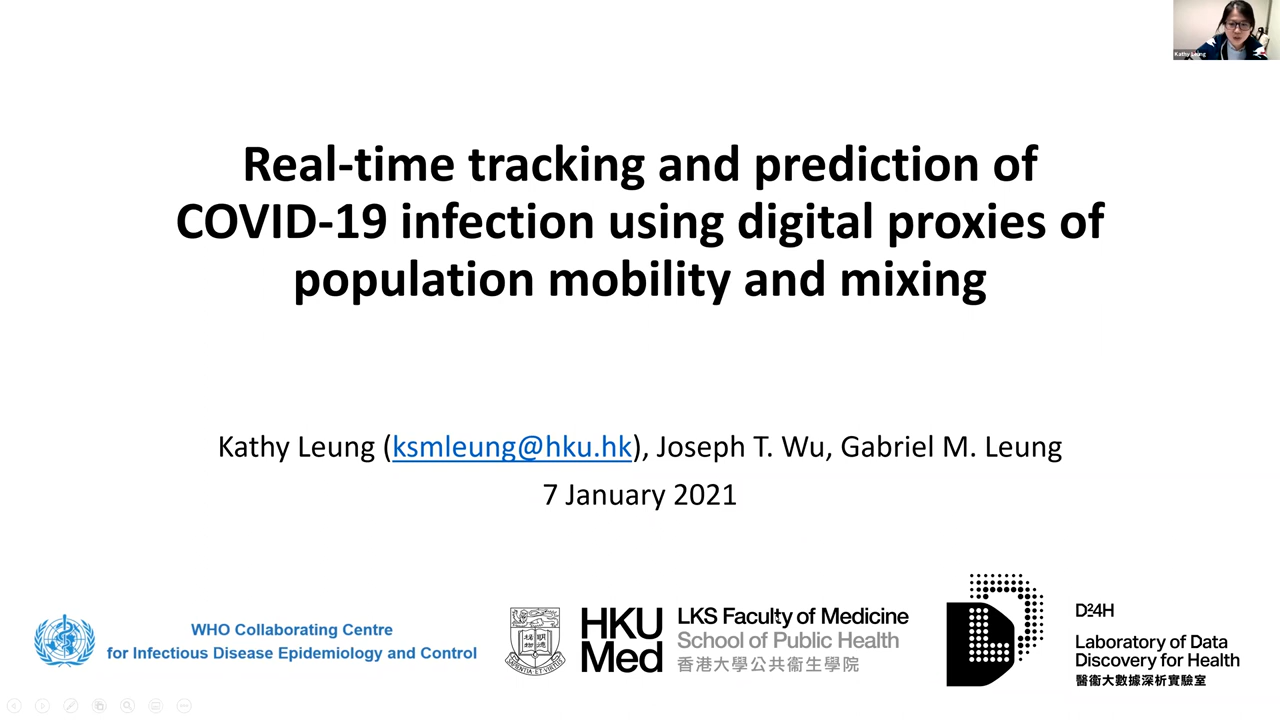 Kathy Leung
Real-time tracking and prediction of
COVID-19 infection using digital proxies of
population mobility and mixing
Kathy Leung (ksmleung@hku.hk), Joseph T. Wu, Gabriel M. Leung
7 January 2021
WHO Collaborating Centre
for Infectious Disease Epidemiology and Control
HKU
Med
LKS Faculty of Medicine
School of Public Health
香港大學公共衞生學院
D24H
Laboratory of Data
Discovery for Health
醫衞大數據深析實驗室